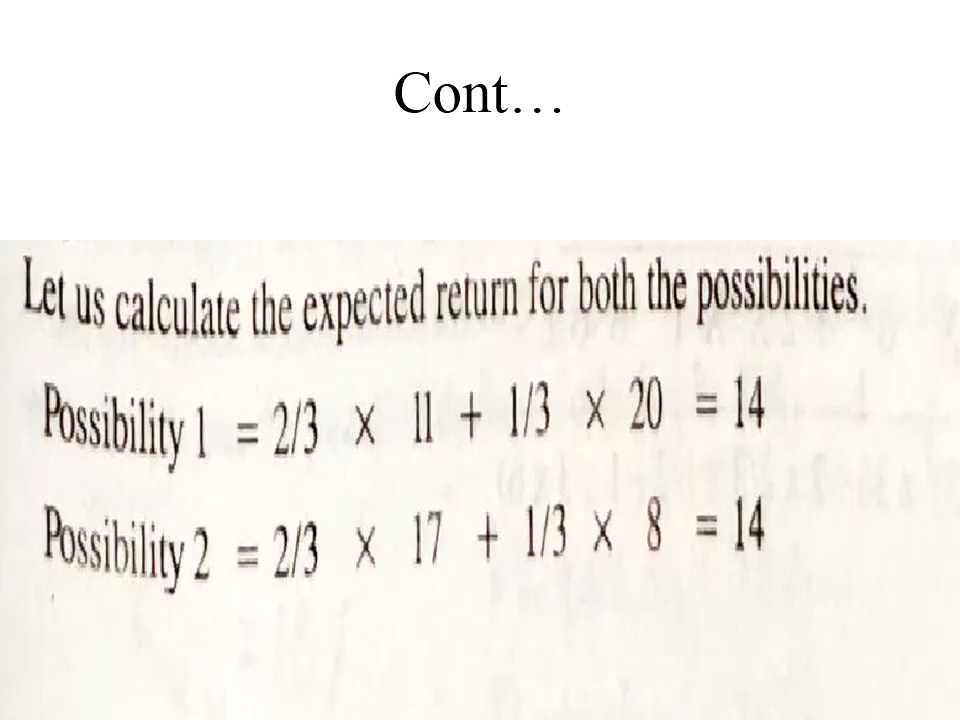 Cont…
Let us calculate the expected return for both the possibilities.
Possibility 1 = 2/3 × 11 + 1/3 × 20 = 14
Possibility 2 = 2/3 × 17 + 1/3 × 8 = 14